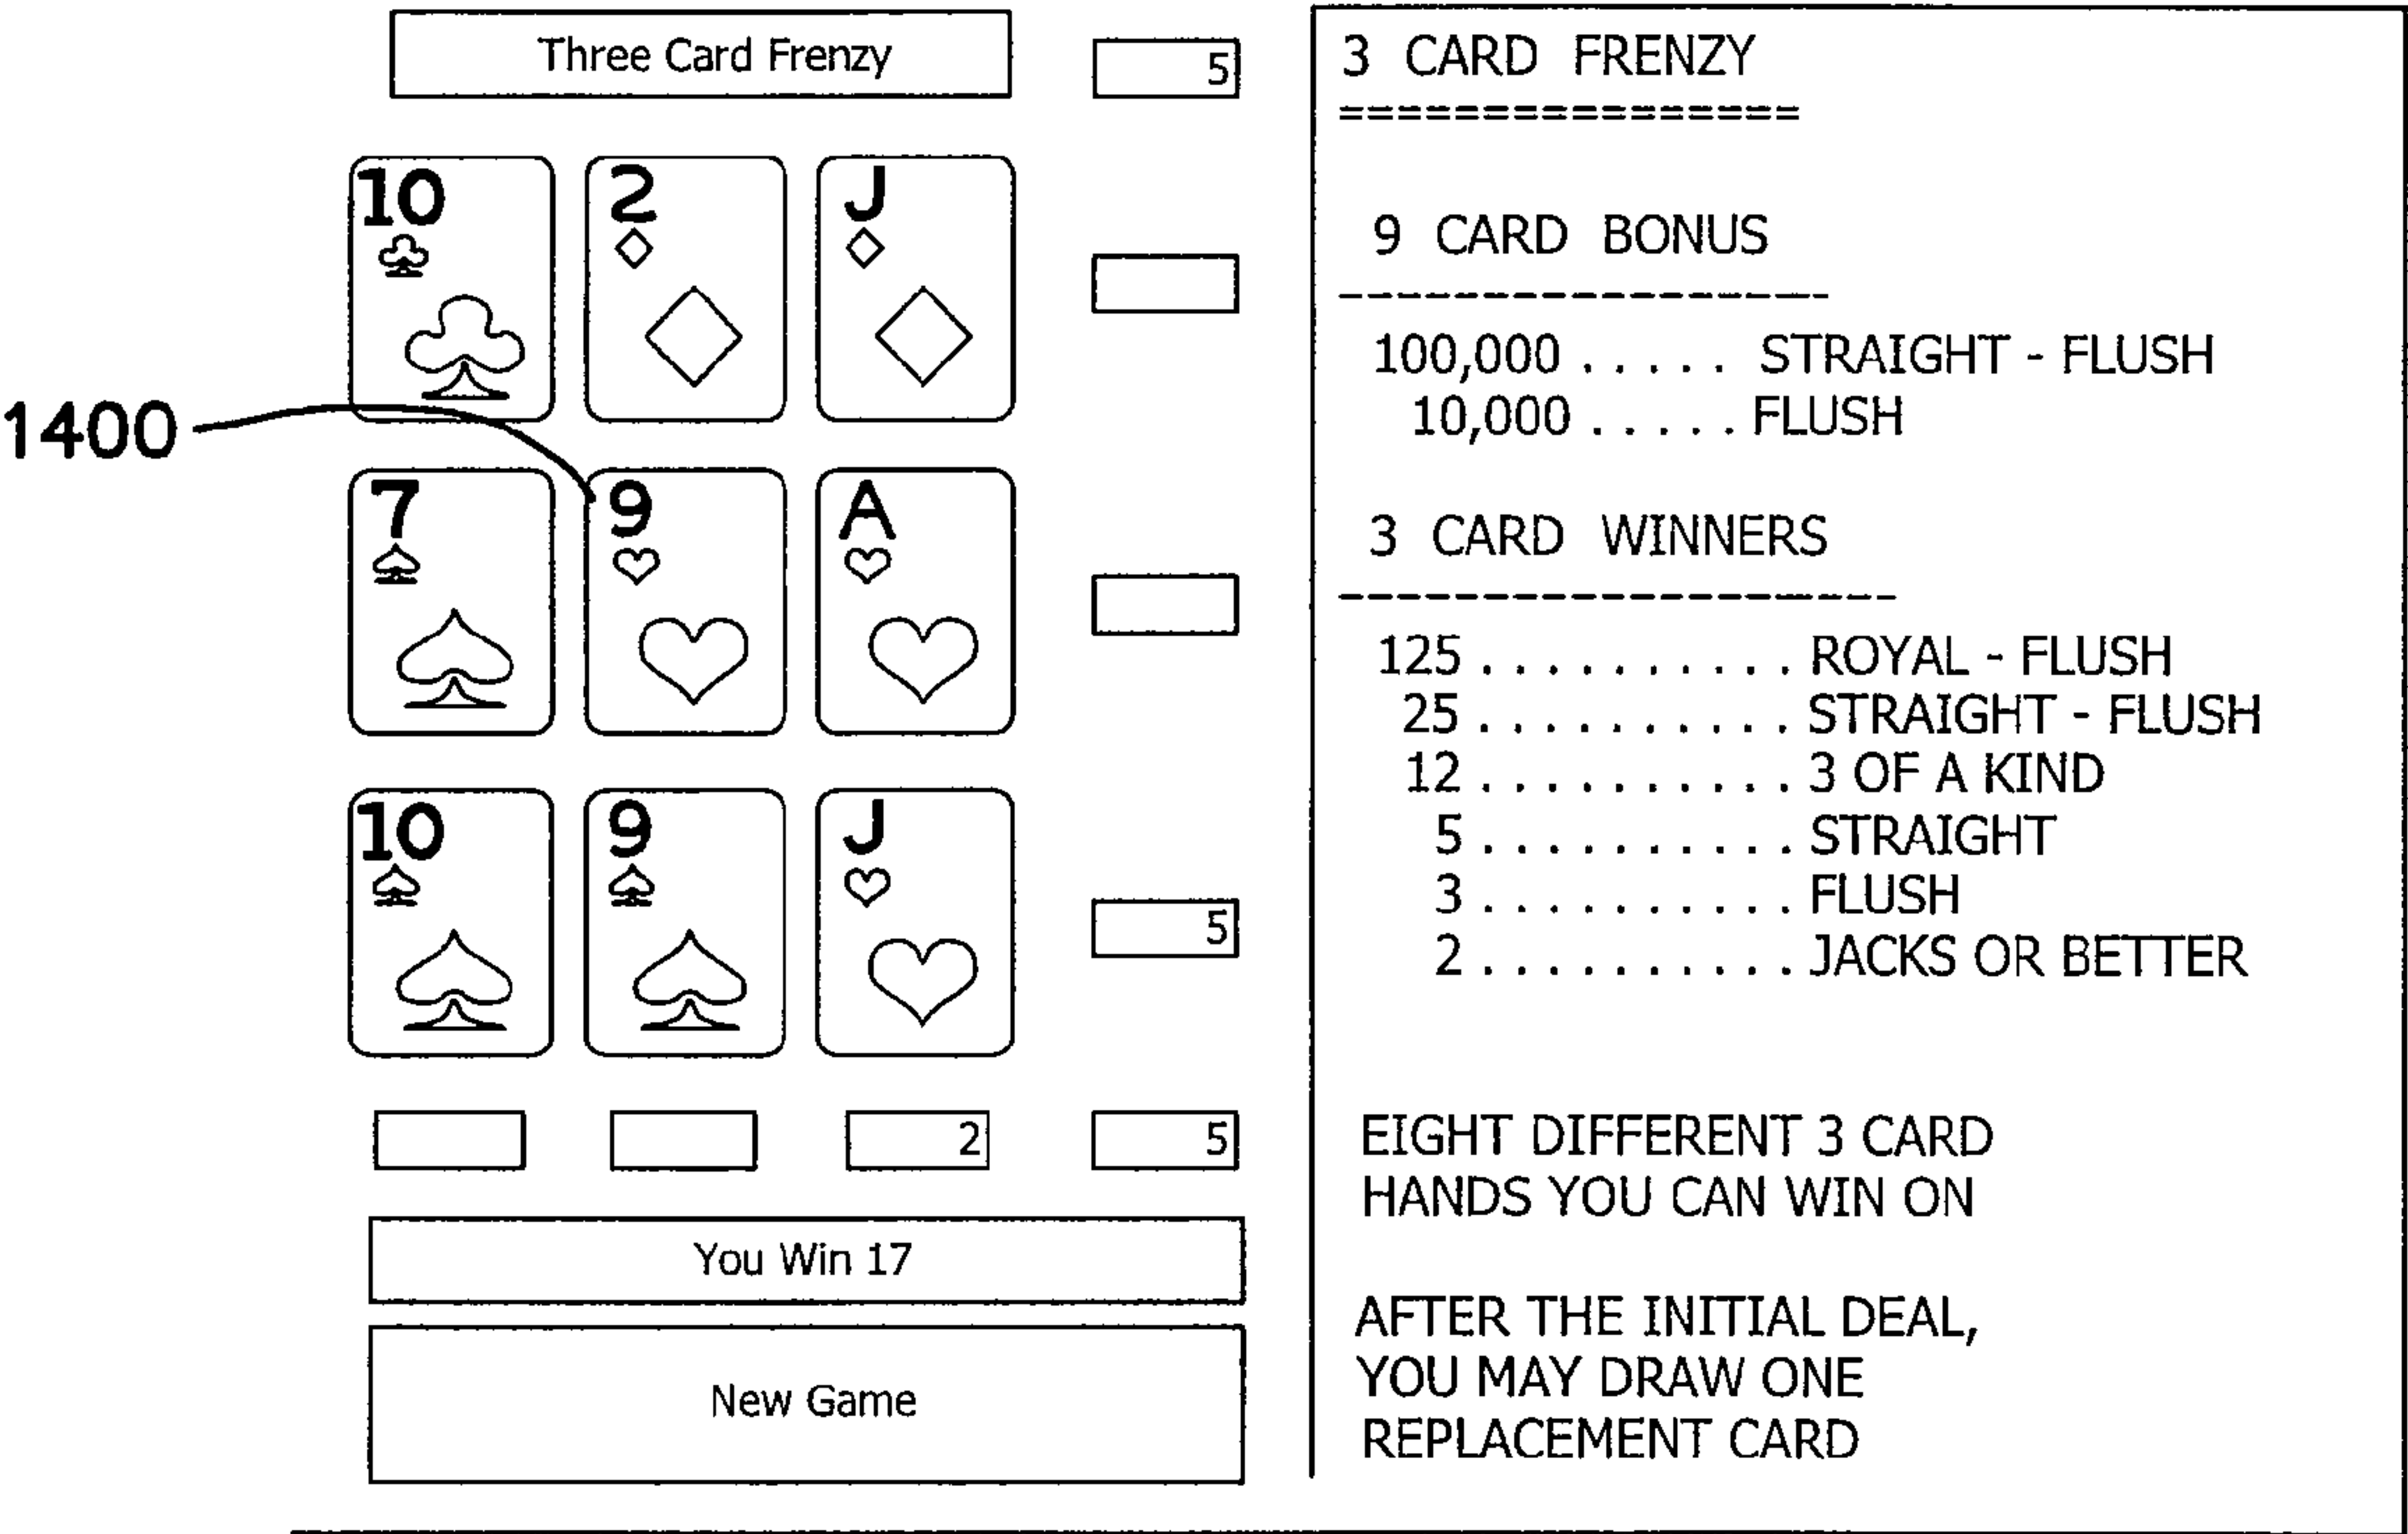 Three Card Frenzy
5
10 2 J
1400
7 9 A
10 9 J
5
2 5
You Win 17
New Game
3 CARD FRENZY
================
9 CARD BONUS
-----------------
100,000 ..... STRAIGHT - FLUSH
10,000 ..... FLUSH
3 CARD WINNERS
-------------------
125 .......... ROYAL - FLUSH
25 .......... STRAIGHT - FLUSH
12 .......... 3 OF A KIND
5 .......... STRAIGHT
3 .......... FLUSH
2 .......... JACKS OR BETTER
EIGHT DIFFERENT 3 CARD
HANDS YOU CAN WIN ON
AFTER THE INITIAL DEAL,
YOU MAY DRAW ONE
REPLACEMENT CARD